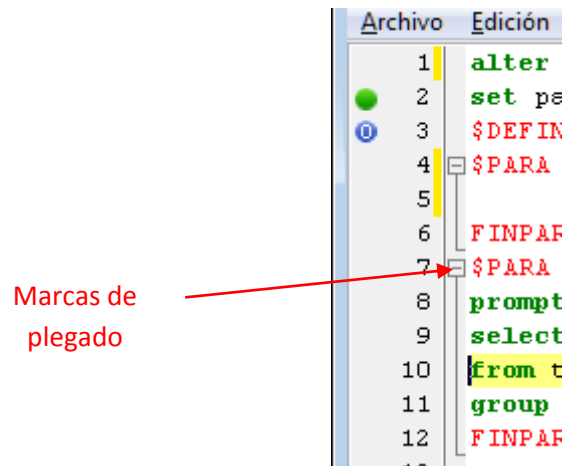 Archivo Edición
1 alter
2 set pa
0 3 $DEFIN
4 $PARA
5
6 FINPAR
7 $PARA
Marcas de
plegado
8 prompt
9 select
10 from t
11 group
12 FINPAR